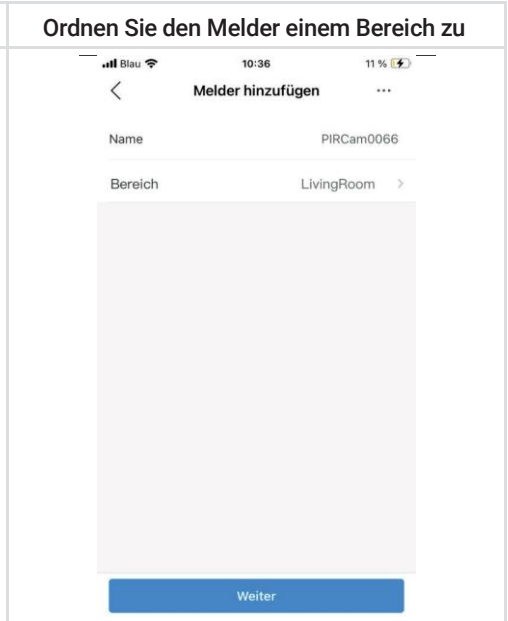 Ordnen Sie den Melder einem Bereich zu
Blau 10:36 11 %
Melder hinzufügen ...
Name PIRCam0066
Bereich LivingRoom >
Weiter